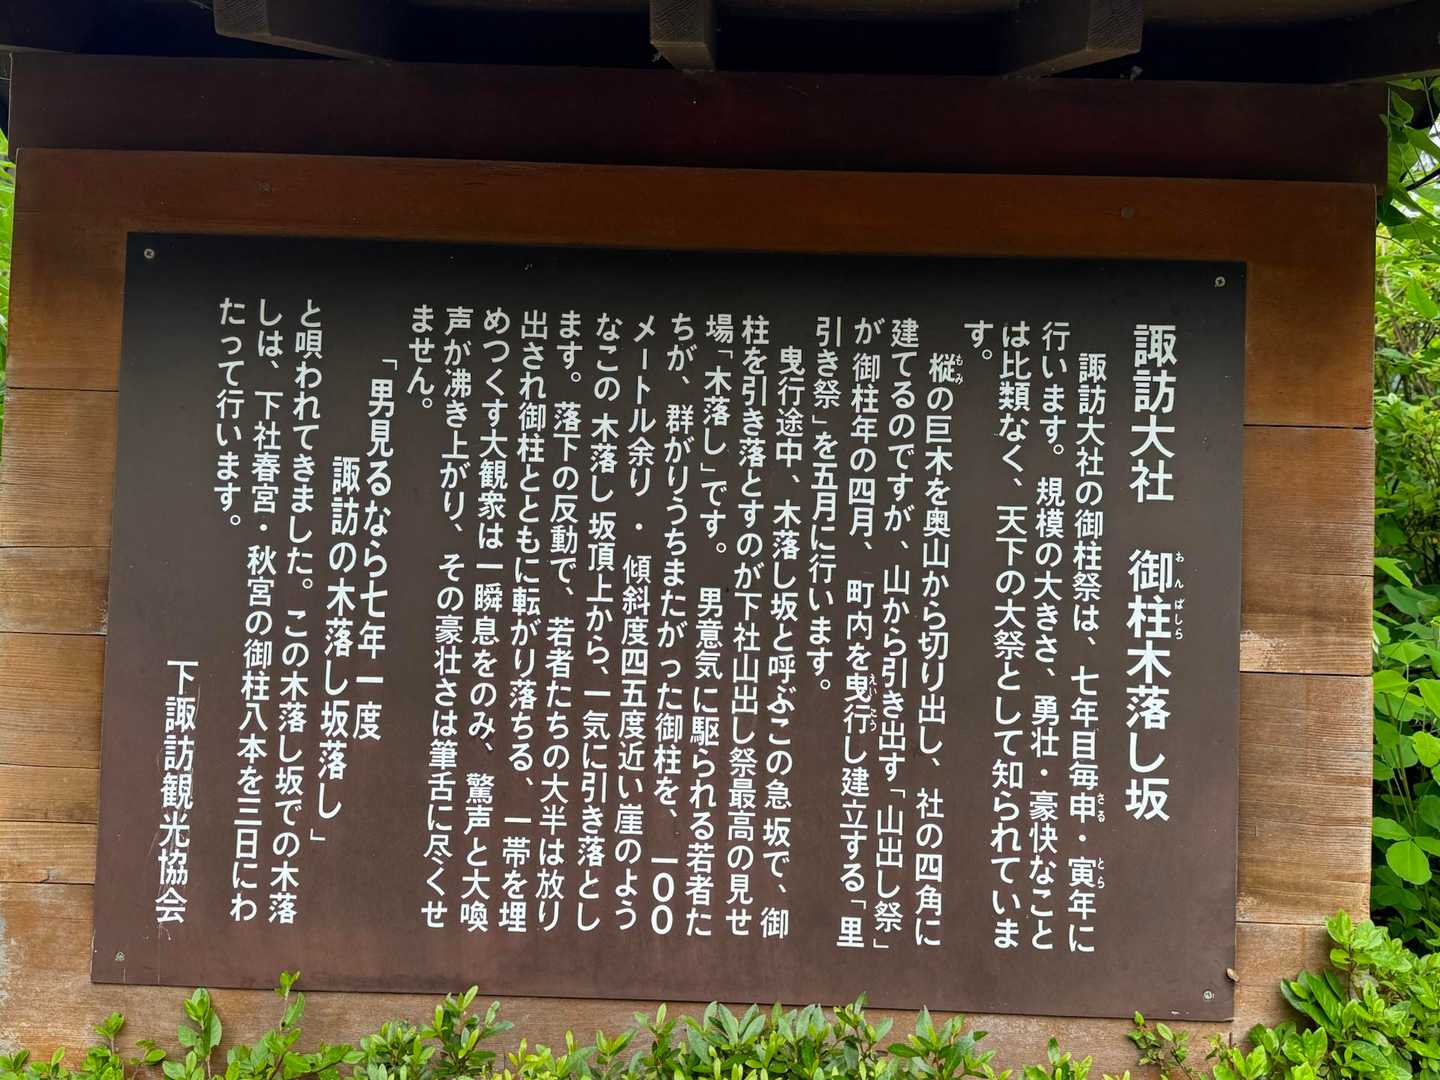 諏訪大社　御柱木落し坂
おんばしら
諏訪大社の御柱祭は、七年目毎申・寅年に
さる
とら
行います。規模の大きさ、勇壮・豪快なこと
は比類なく、天下の大祭として知られていま
す。
樅の巨木を奥山から切り出し、社の四角に
もみ
建てるのですが、山から引き出す「山出し祭」
が御柱年の四月、町内を曳行し建立する「里
えいこう
引き祭」を五月に行います。
曳行途中、木落し坂と呼ぶこの急坂で、御
柱を引き落とすのが下社山出し祭最高の見せ
場「木落し」です。男意気に駆られる若者た
ちが、群がりうちまたがった御柱を、一〇〇
メートル余り・傾斜度四五度近い崖のよう
なこの木落し坂頂上から、一気に引き落とし
ます。落下の反動で、若者たちの大半は放り
出され御柱とともに転がり落ちる、一帯を埋
めつくす大観衆は一瞬息をのみ、驚声と大喚
声が沸き上がり、その豪壮さは筆舌に尽くせ
ません。
「男見るなら七年一度
諏訪の木落し坂落し」
と唄われてきました。この木落し坂での木落
しは、下社春宮・秋宮の御柱八本を三日にわ
たって行います。
下諏訪観光協会